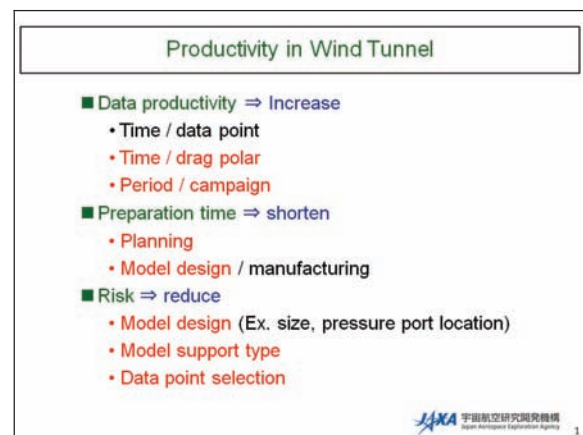 Productivity in Wind Tunnel
■ Data productivity ⇒ Increase
• Time / data point
• Time / drag polar
• Period / campaign
■ Preparation time ⇒ shorten
• Planning
• Model design / manufacturing
■ Risk ⇒ reduce
• Model design (Ex. size, pressure port location)
• Model support type
• Data point selection
JAXA 宇宙航空研究開発機構
Japan Aerospace Exploration Agency
1